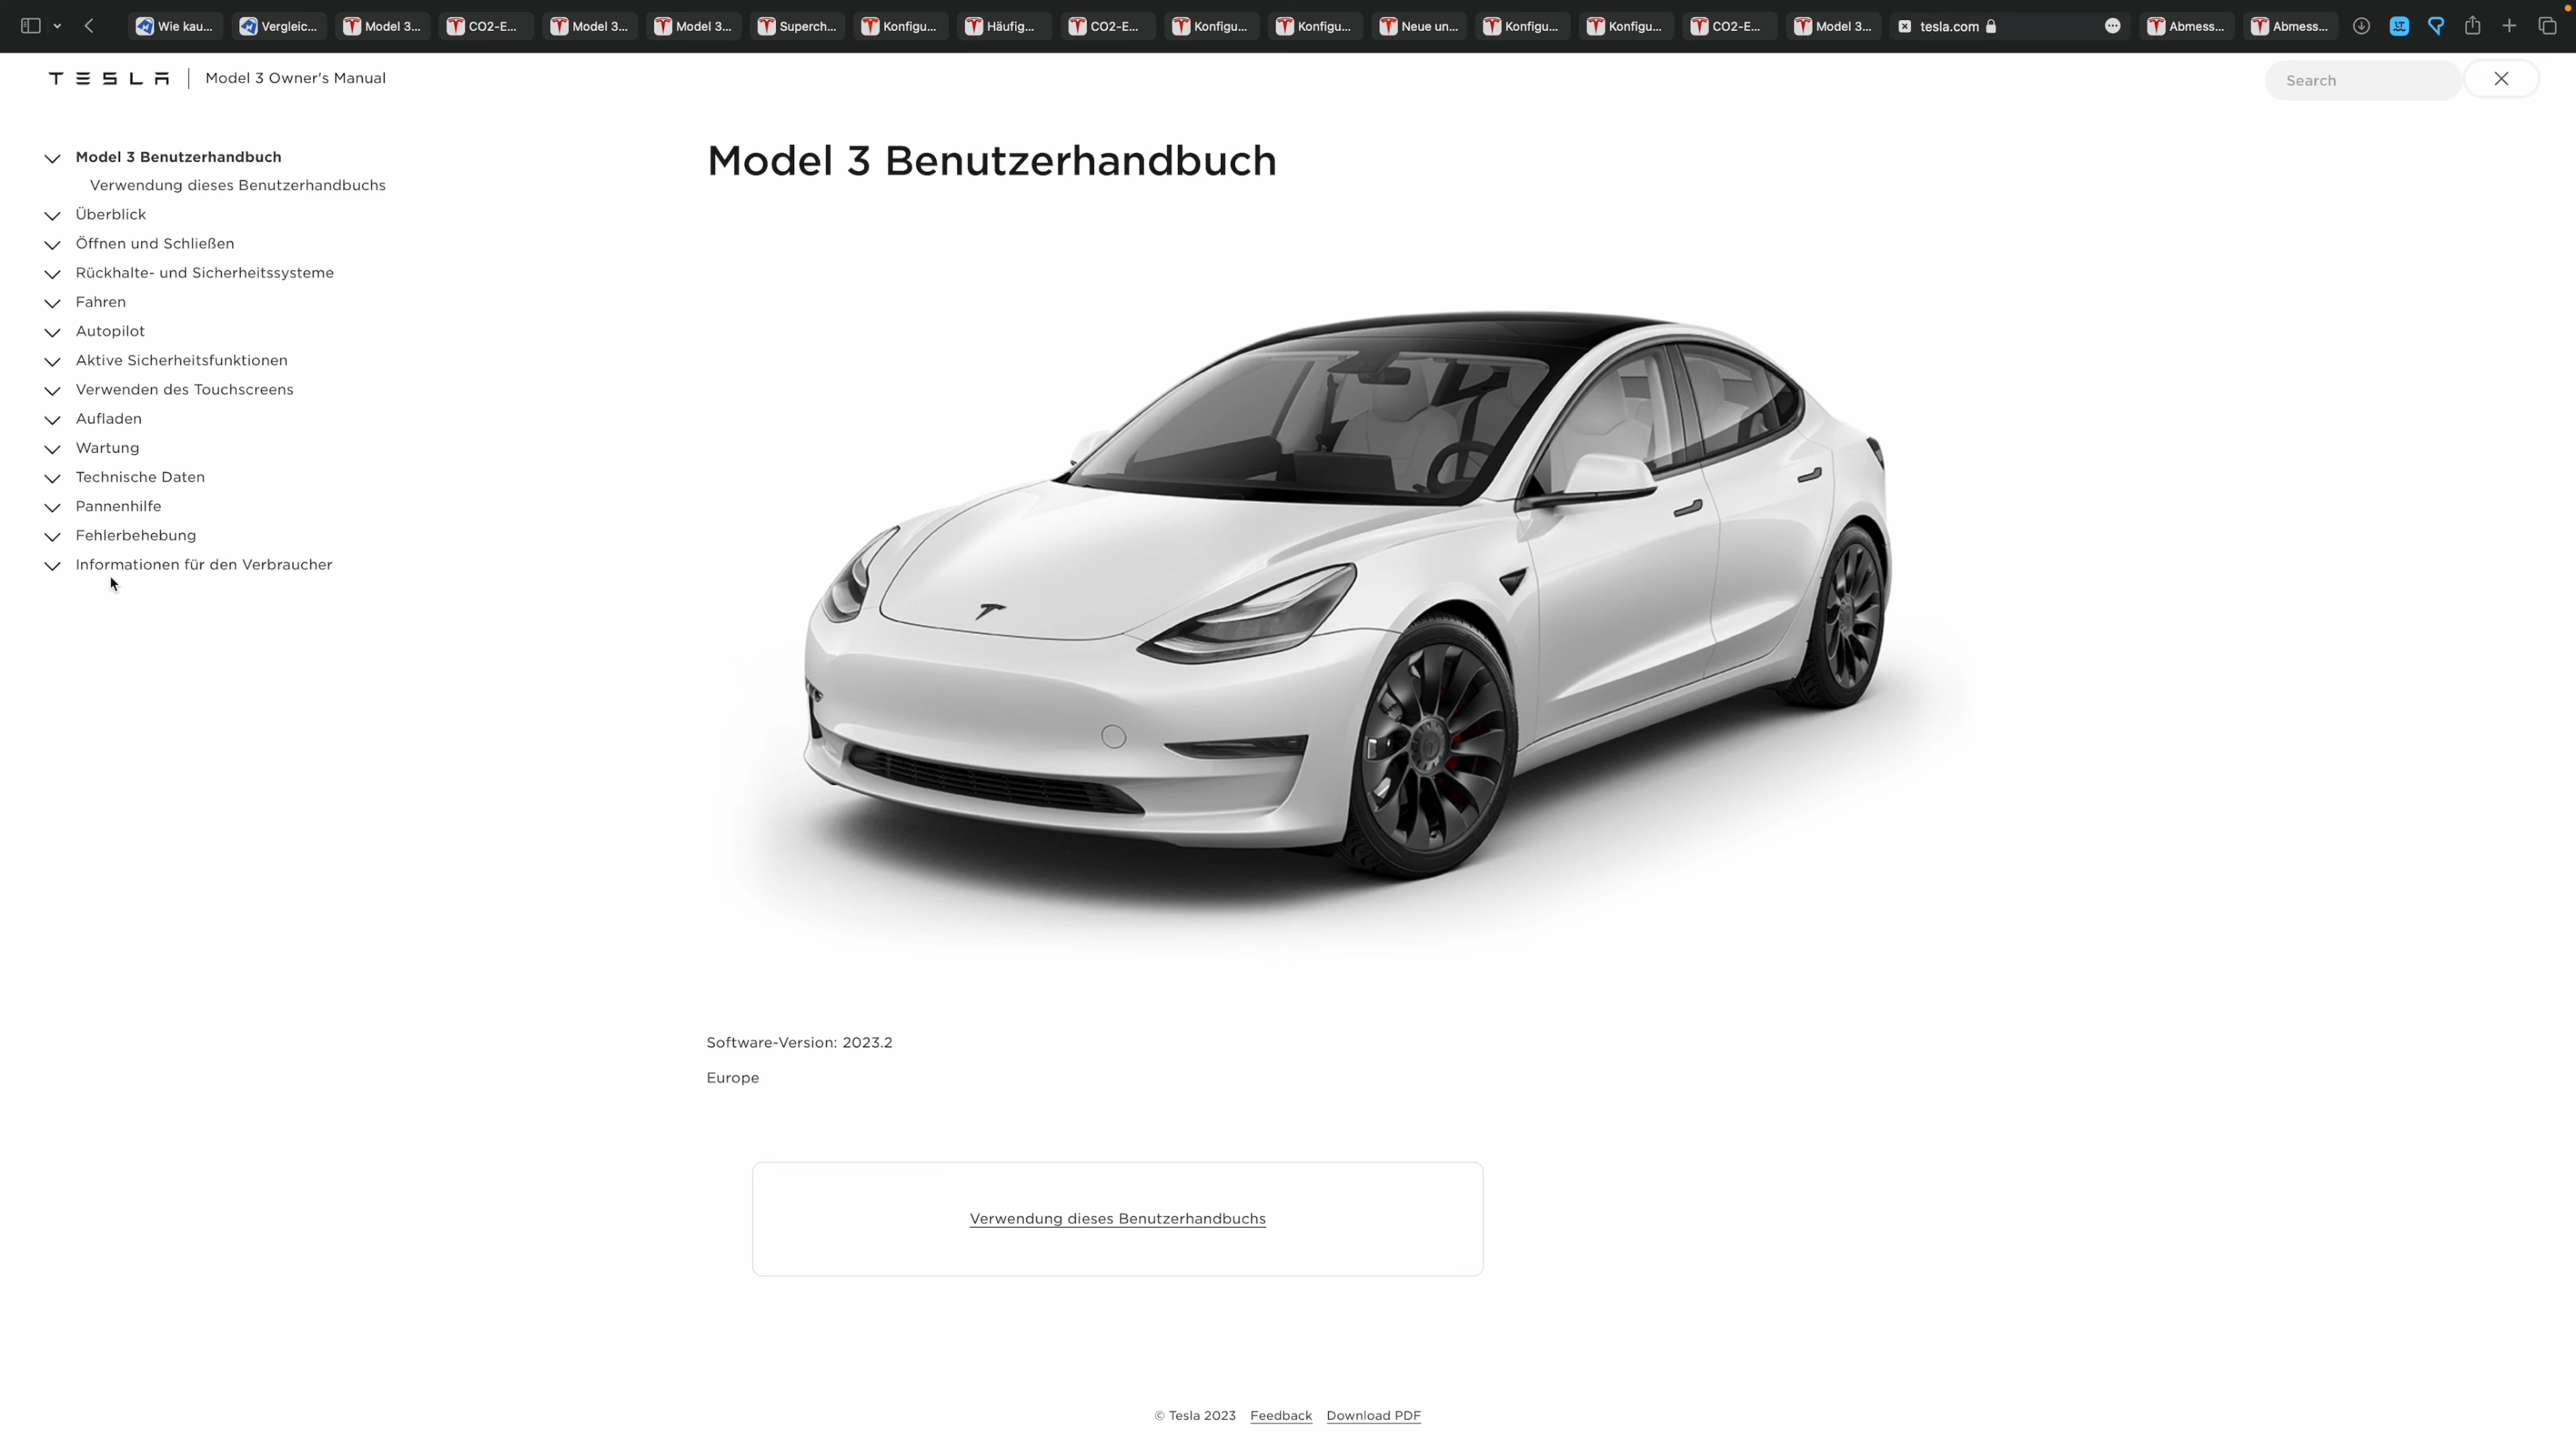 Wie kau...
Vergleic...
Model 3...
CO2-E...
Model 3...
Model 3...
Superch...
Konfigu...
Häufig...
CO2-E...
Konfigu...
Konfigu...
Neue un...
Konfigu...
Konfigu...
CO2-E...
Model 3...
tesla.com
Abmess...
Abmess...
TESLA
Model 3 Owner's Manual
Search
Model 3 Benutzerhandbuch
Verwendung dieses Benutzerhandbuchs
Überblick
Öffnen und Schließen
Rückhalte- und Sicherheitssysteme
Fahren
Autopilot
Aktive Sicherheitsfunktionen
Verwenden des Touchscreens
Aufladen
Wartung
Technische Daten
Pannenhilfe
Fehlerbehebung
Informationen für den Verbraucher
Model 3 Benutzerhandbuch
Software-Version: 2023.2
Europe
Verwendung dieses Benutzerhandbuchs
© Tesla 2023 Feedback Download PDF